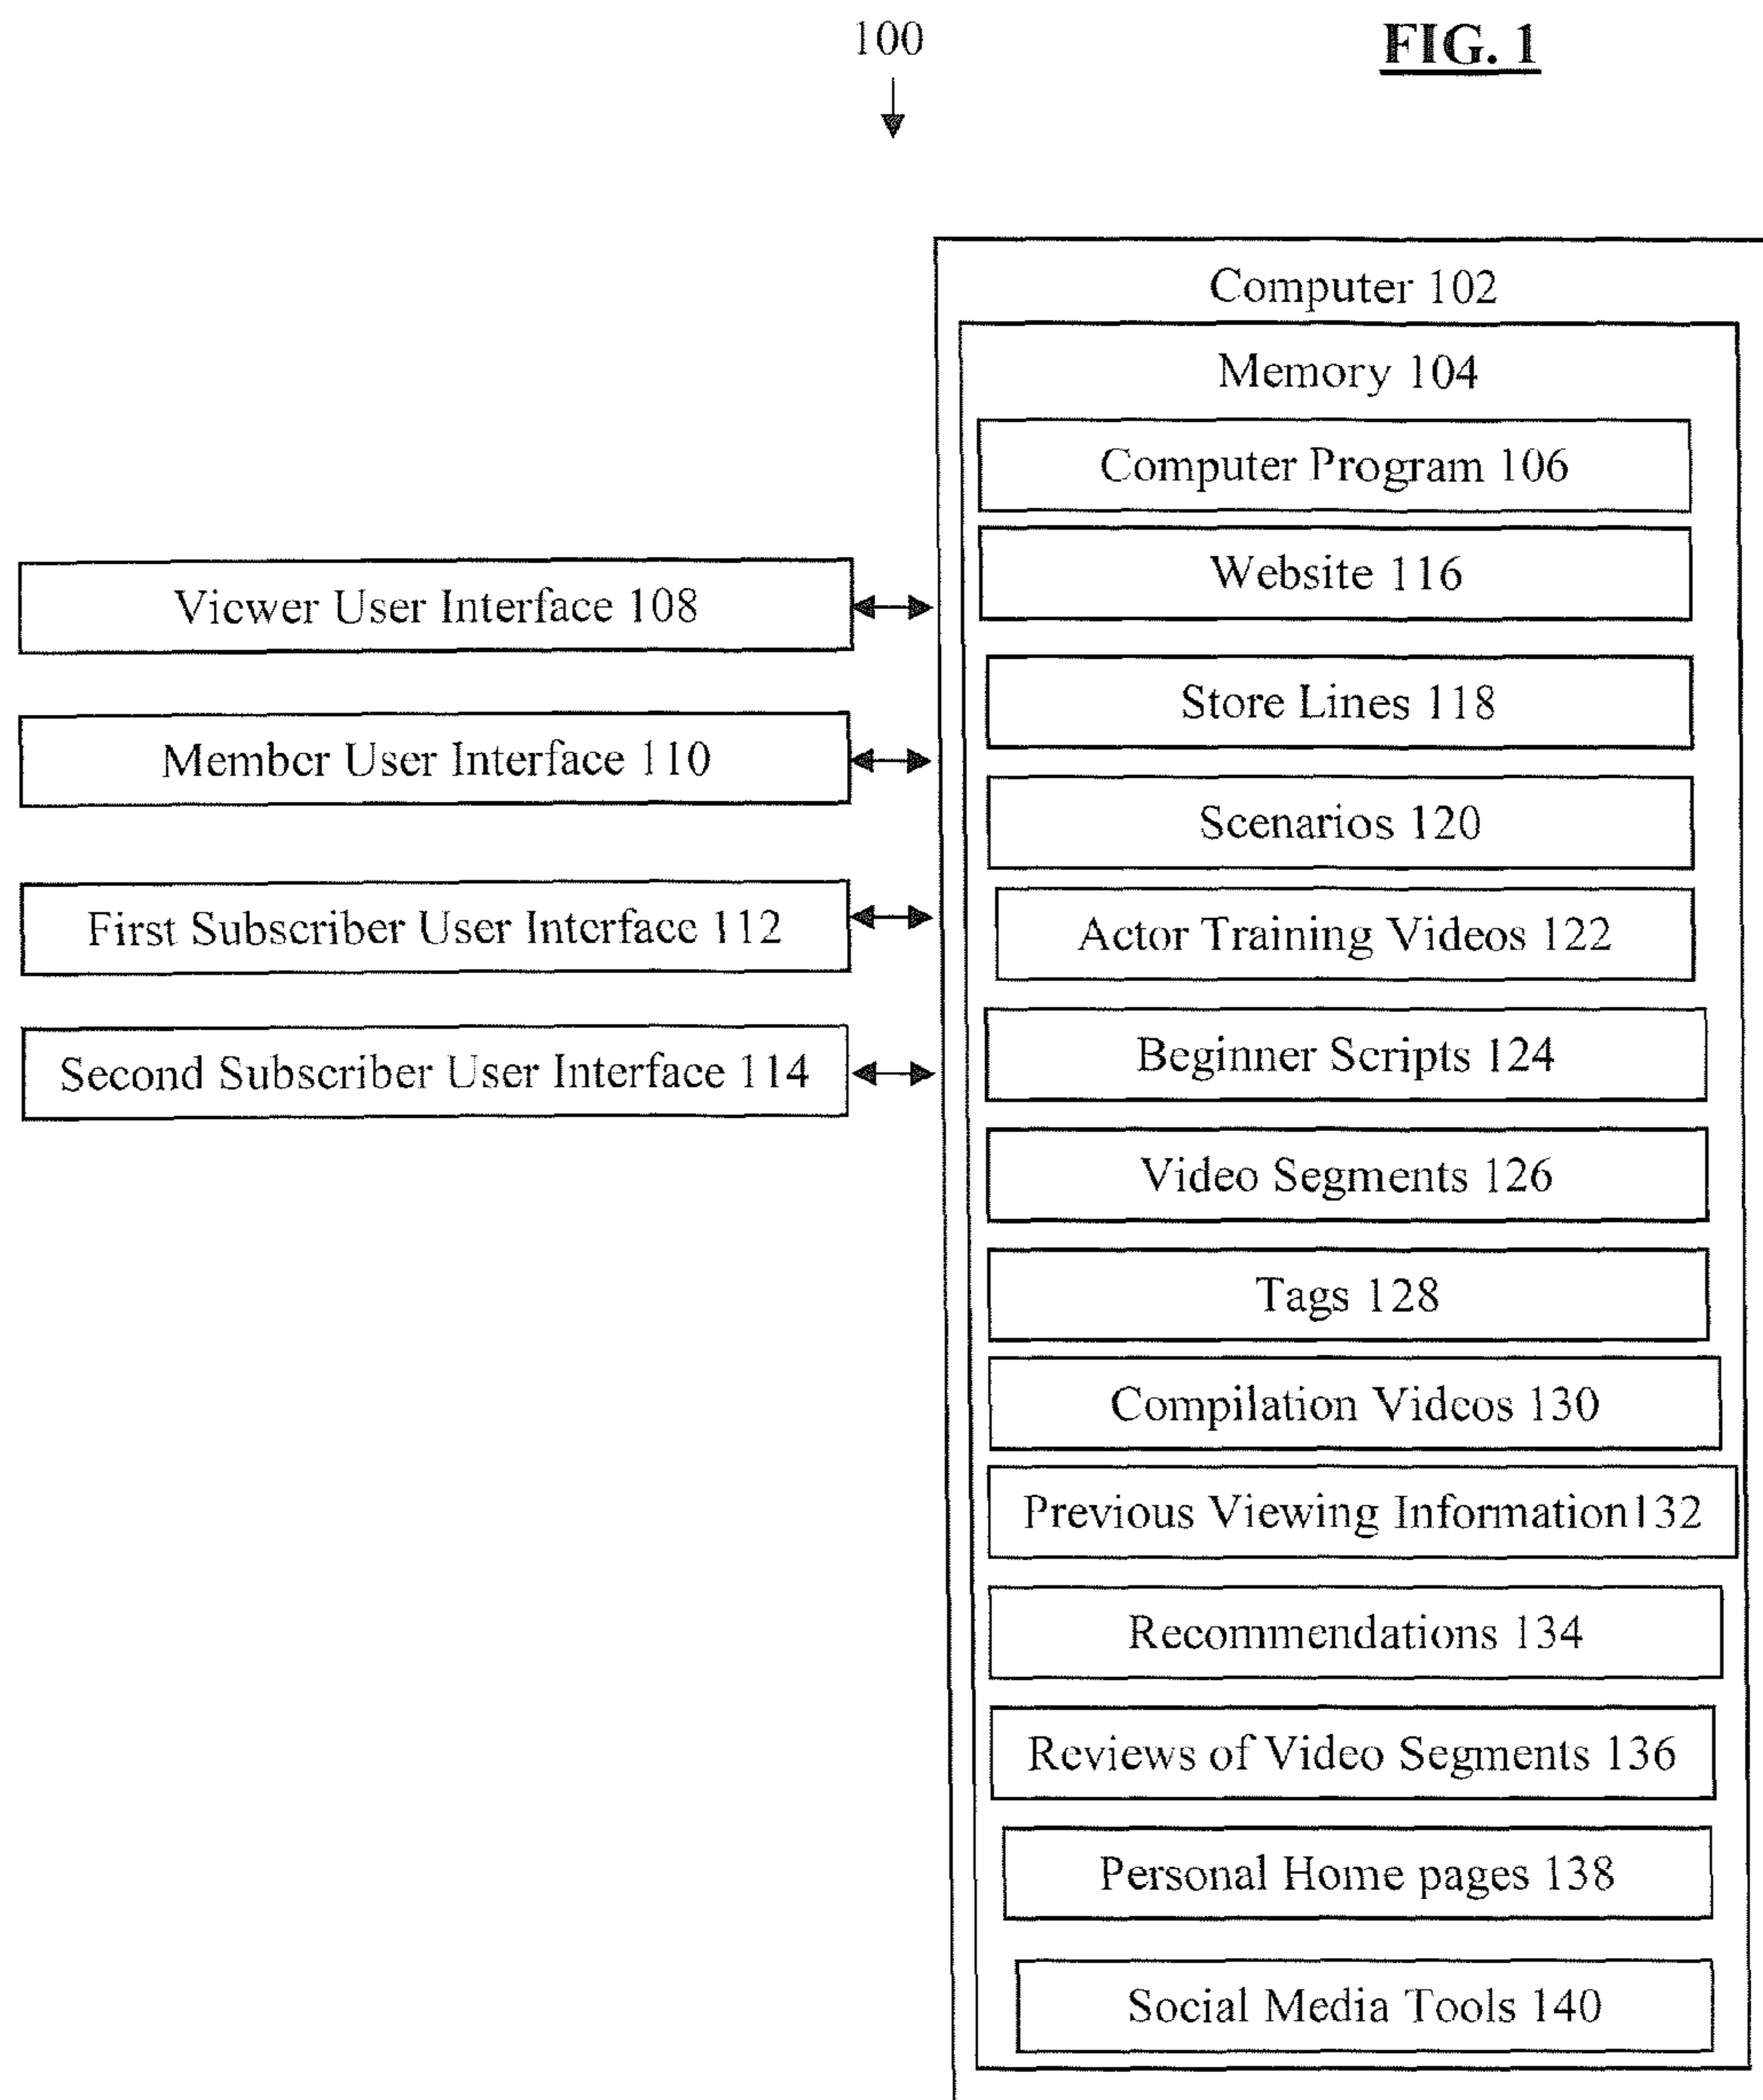 100
FIG. 1
Computer 102
Memory 104
Computer Program 106
Website 116
Store Lines 118
Scenarios 120
Actor Training Videos 122
Beginner Scripts 124
Video Segments 126
Tags 128
Compilation Videos 130
Previous Viewing Information132
Recommendations 134
Reviews of Video Segments 136
Personal Home pages 138
Social Media Tools 140
Viewer User Interface 108
Member User Interface 110
First Subscriber User Interface 112
Second Subscriber User Interface 114